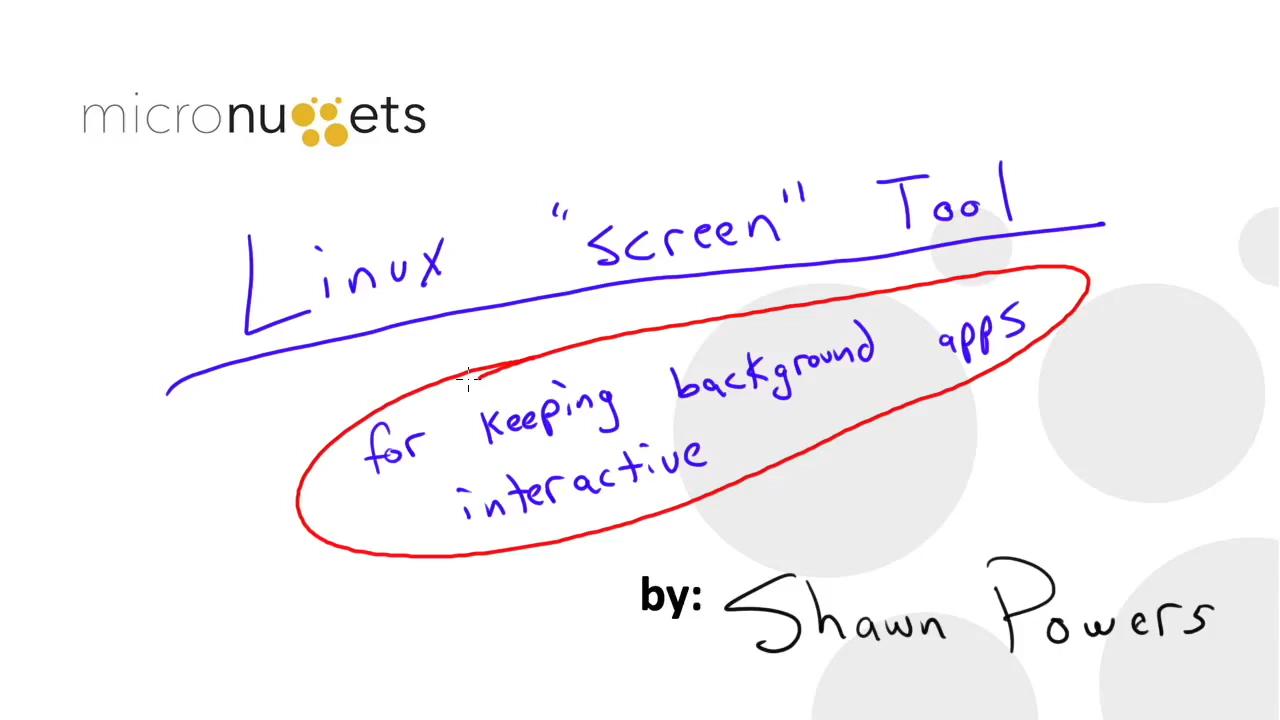 micronuggets
Linux "screen" Tool
for keeping background apps
interactive
by: Shawn Powers